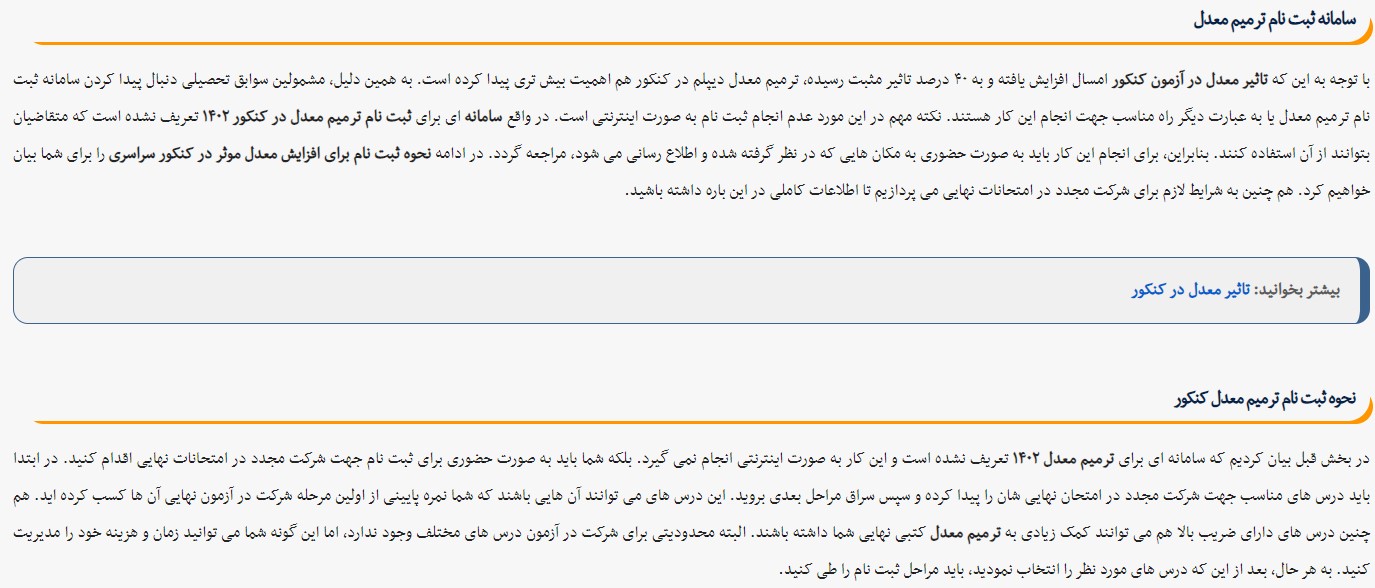 سامانه ثبت نام ترمیم معدل
با توجه به این که تاثیر معدل در آزمون کنکور امسال افزایش یافته و به ۴۰ درصد تاثیر مثبت رسیده، ترمیم معدل دیپلم در کنکور هم اهمیت بیش تری پیدا کرده است. به همین دلیل، مشمولین سوابق تحصیلی دنبال پیدا کردن سامانه ثبت
نام ترمیم معدل یا به عبارت دیگر راه مناسب جهت انجام این کار هستند. نکته مهم در این مورد عدم انجام ثبت نام به صورت اینترنتی است. در واقع سامانه ای برای ثبت نام ترمیم معدل در کنکور ۱۴۰۲ تعریف نشده است که متقاضیان
بتوانند از آن استفاده کنند. بنابراین، برای انجام این کار باید به صورت حضوری به مکان هایی که در نظر گرفته شده و اطلاع رسانی می شود، مراجعه گردد. در ادامه نحوه ثبت نام برای افزایش معدل موثر در کنکور سراسری را برای شما بیان
خواهیم کرد. هم چنین به شرایط لازم برای شرکت مجدد در امتحانات نهایی می پردازیم تا اطلاعات کاملی در این باره داشته باشید.
بیشتر بخوانید: تاثیر معدل در کنکور
نحوه ثبت نام ترمیم معدل کنکور
در بخش قبل بیان کردیم که سامانه ای برای ترمیم معدل ۱۴۰۲ تعریف نشده است و این کار به صورت اینترنتی انجام نمی گیرد. بلکه شما باید به صورت حضوری برای ثبت نام جهت شرکت مجدد در امتحانات نهایی اقدام کنید. در ابتدا
باید درس های مناسب جهت شرکت مجدد در امتحان نهایی شان را پیدا کرده و سپس سراق مراحل بعدی بروید. این درس های می توانند آن هایی باشند که شما نمره پایینی از اولین مرحله شرکت در آزمون نهایی آن ها کسب کرده اید. هم
چنین درس های دارای ضریب بالا هم می توانند کمک زیادی به ترمیم معدل کتبی نهایی شما داشته باشند. البته محدودیتی برای شرکت در آزمون درس های مختلف وجود ندارد، اما این گونه شما می توانید زمان و هزینه خود را مدیریت
کنید. به هر حال، بعد از این که درس های مورد نظر را انتخاب نمودید، باید مراحل ثبت نام را طی کنید.